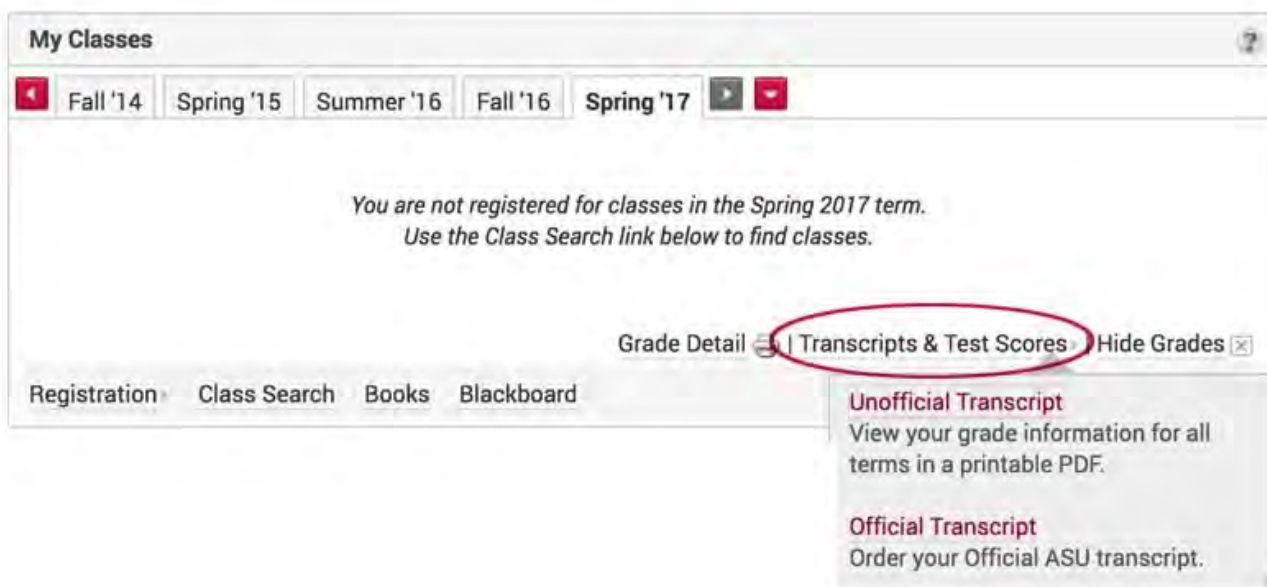 My Classes ?
Fall '14 Spring '15 Summer '16 Fall '16 Spring '17
You are not registered for classes in the Spring 2017 term.
Use the Class Search link below to find classes.
Grade Detail | Transcripts & Test Scores | Hide Grades
Registration Class Search Books Blackboard
Unofficial Transcript
View your grade information for all
terms in a printable PDF.
Official Transcript
Order your Official ASU transcript.